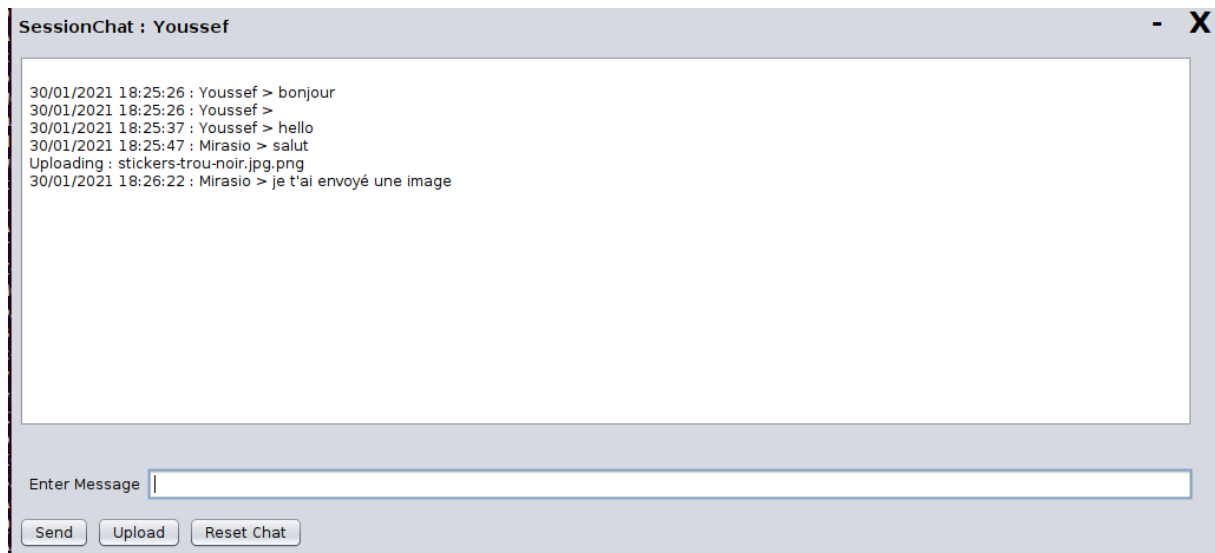 SessionChat : Youssef - X
30/01/2021 18:25:26 : Youssef > bonjour
30/01/2021 18:25:26 : Youssef >
30/01/2021 18:25:37 : Youssef > hello
30/01/2021 18:25:47 : Mirasio > salut
Uploading : stickers-trou-noir.jpg.png
30/01/2021 18:26:22 : Mirasio > je t'ai envoyé une image
Enter Message
Send Upload Reset Chat